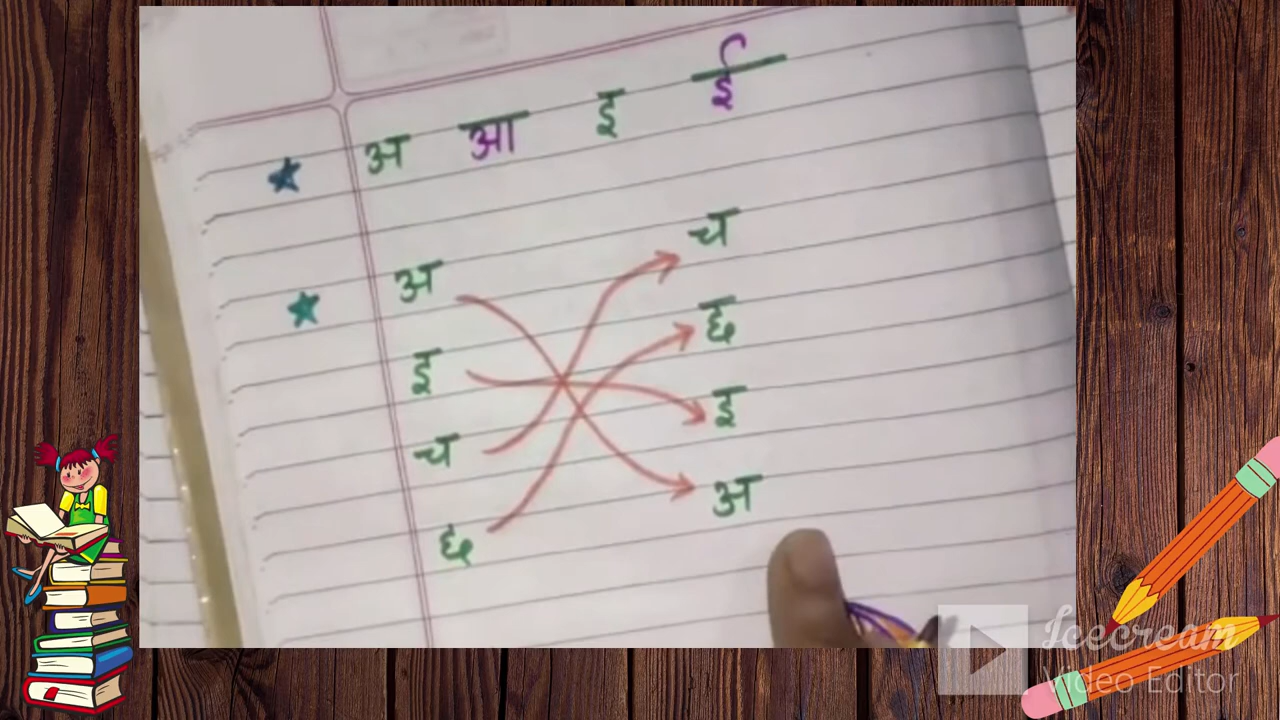 अ आ इ ई
अ च
इ छ
च इ
छ अ
Icecream
Video Editor